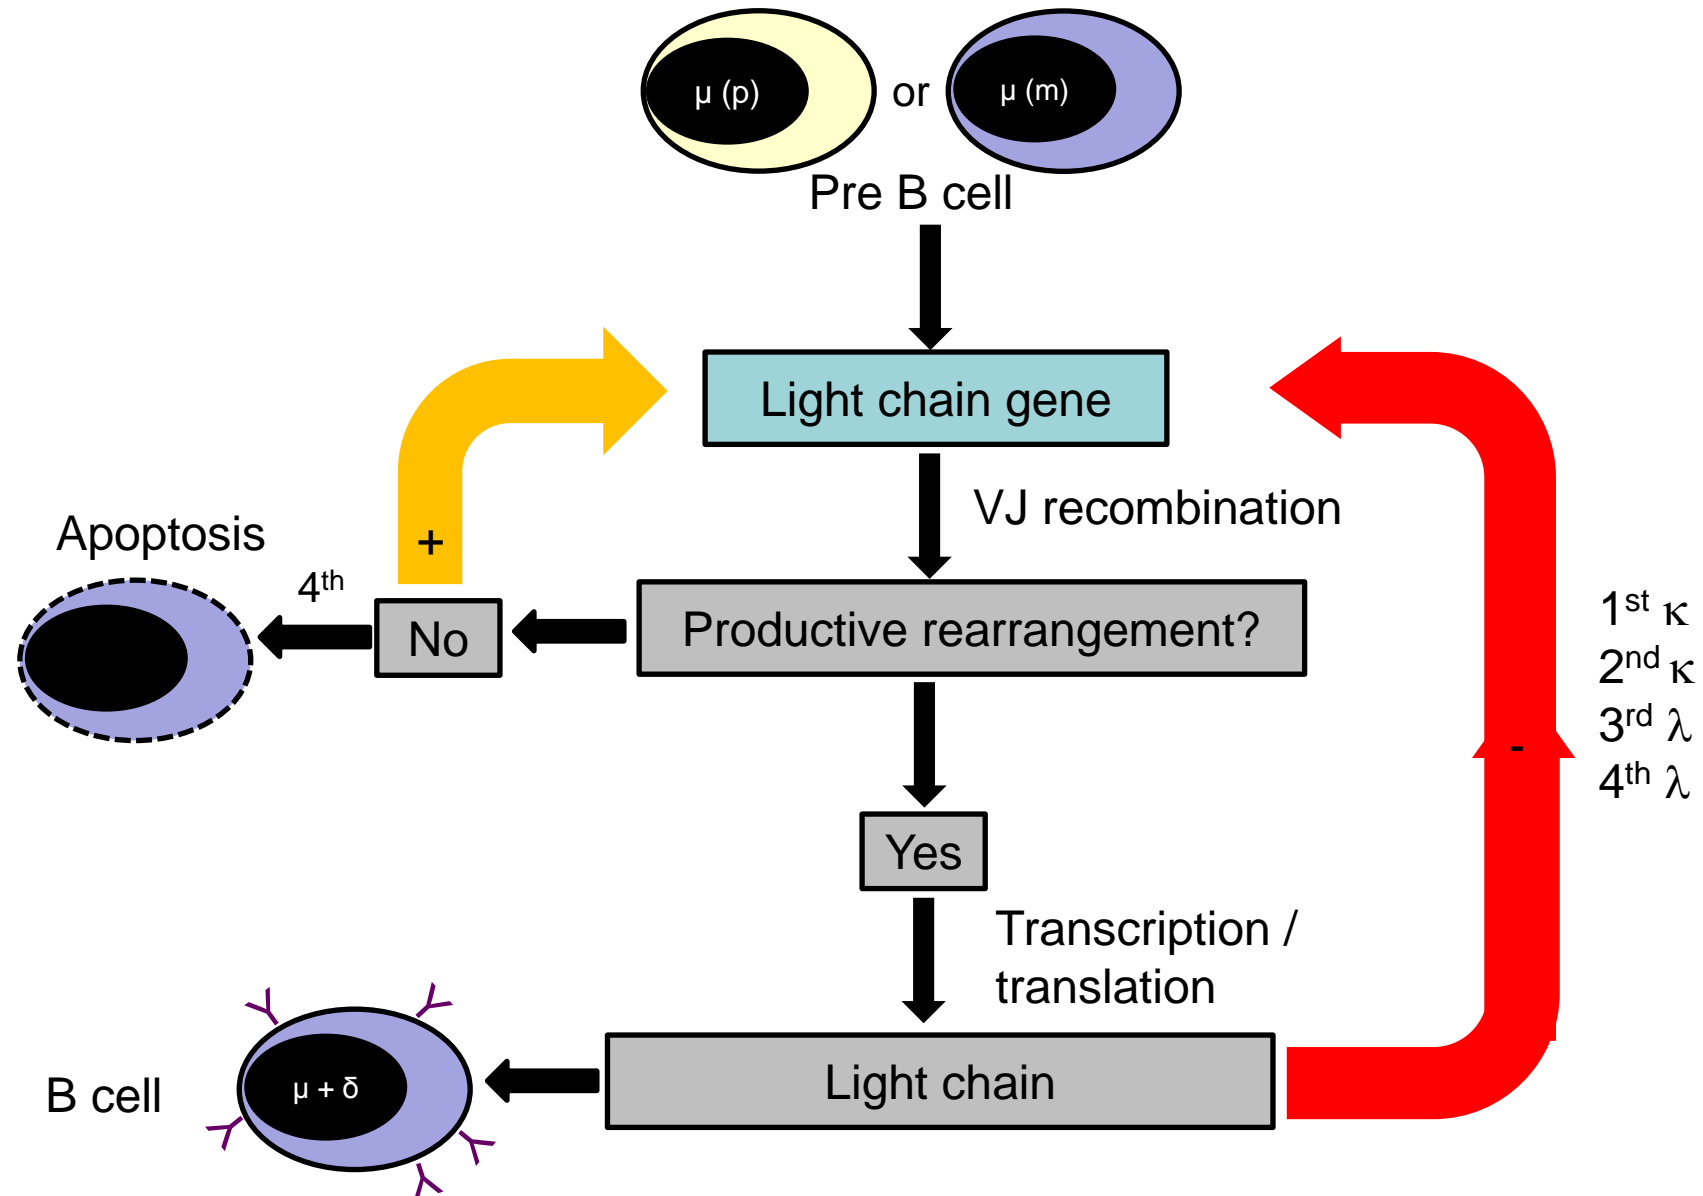 μ (p)
or
μ (m)
Pre B cell
Light chain gene
VJ recombination
Apoptosis
+
4th
No
Productive rearrangement?
1st κ
2nd κ
3rd λ
4th λ
-
Yes
Transcription /
translation
B cell
μ + δ
Light chain